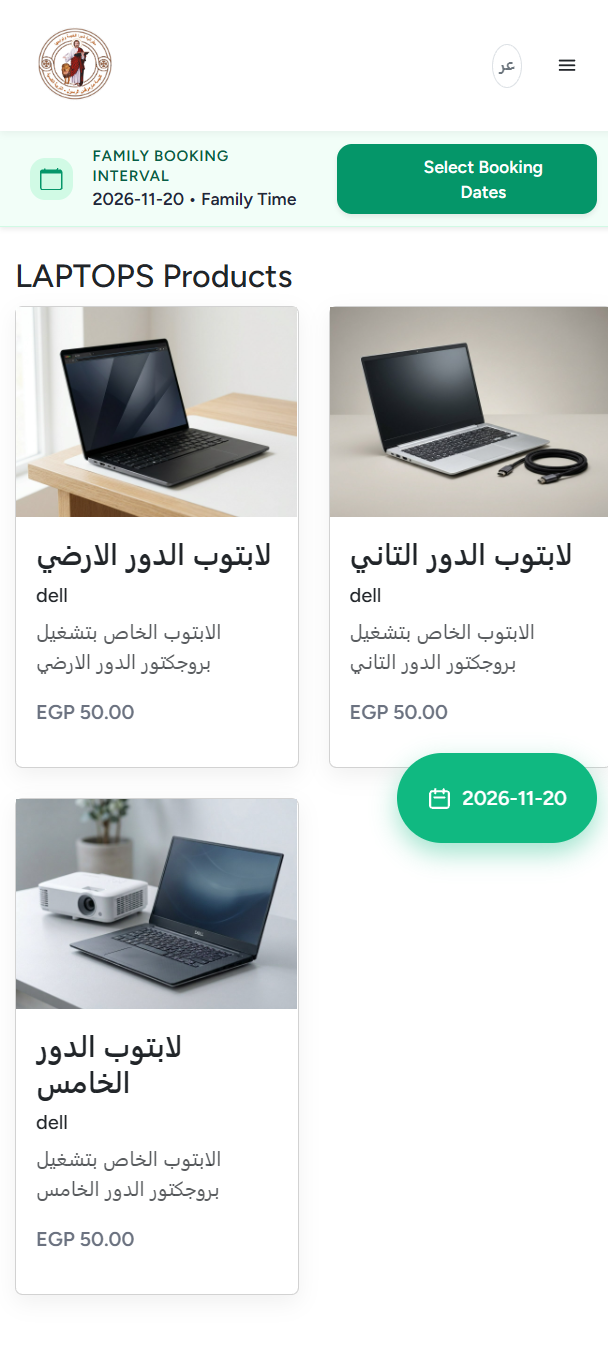 عر
FAMILY BOOKING
INTERVAL
2026-11-20 • Family Time
Select Booking
Dates
LAPTOPS Products
لابتوب الدور الارضي
dell
الابتوب الخاص بتشغيل
بروجكتور الدور الارضي
EGP 50.00
لابتوب الدور التاني
dell
الابتوب الخاص بتشغيل
بروجكتور الدور التاني
EGP 50.00
2026-11-20
لابتوب الدور
الخامس
dell
الابتوب الخاص بتشغيل
بروجكتور الدور الخامس
EGP 50.00